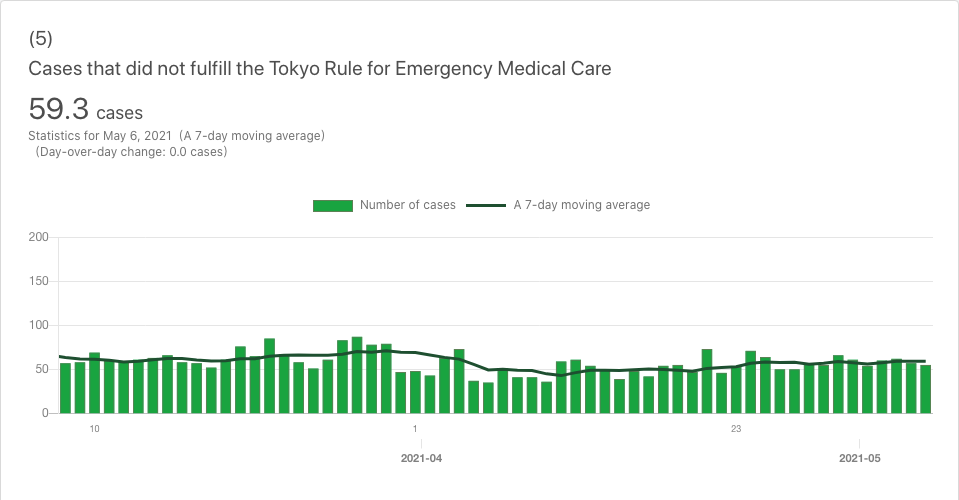 (5)
Cases that did not fulfill the Tokyo Rule for Emergency Medical Care
59.3 cases
Statistics for May 6, 2021 (A 7-day moving average)
(Day-over-day change: 0.0 cases)
Number of cases A 7-day moving average
200
150
100
50
0
10 1 23
2021-04 2021-05